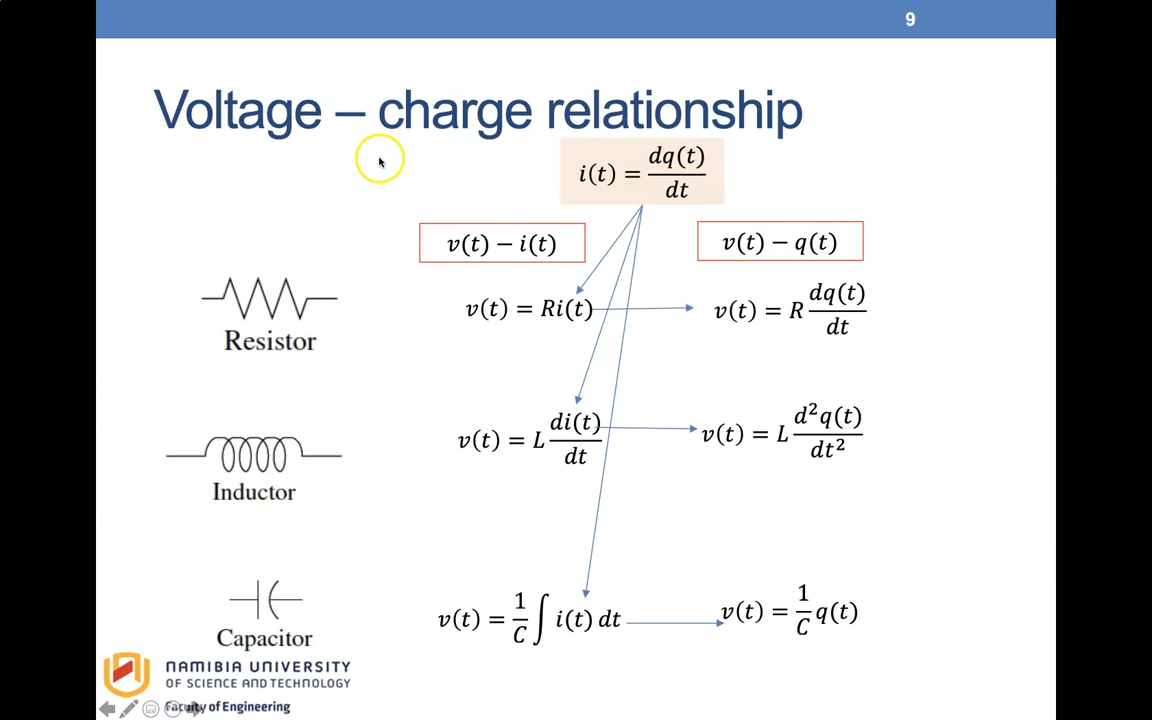 9
Voltage – charge relationship
i(t) = dq(t)/dt
v(t) − i(t)
v(t) − q(t)
Resistor
v(t) = Ri(t)
v(t) = R dq(t)/dt
Inductor
v(t) = L di(t)/dt
v(t) = L d²q(t)/dt²
Capacitor
v(t) = 1/C ∫ i(t) dt
v(t) = 1/C q(t)
NAMIBIA UNIVERSITY
OF SCIENCE AND TECHNOLOGY
Faculty of Engineering